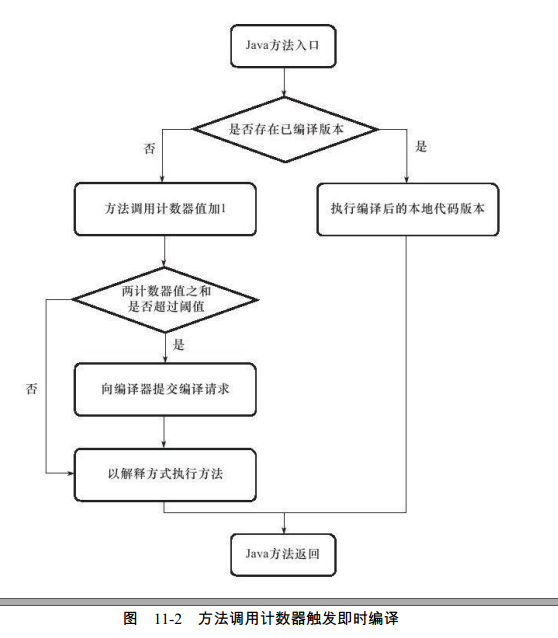 Java方法入口
是否存在已编译版本
否
是
方法调用计数器值加1
执行编译后的本地代码版本
两计数器值之和
是否超过阈值
是
否
向编译器提交编译请求
以解释方式执行方法
Java方法返回
图 11-2 方法调用计数器触发即时编译